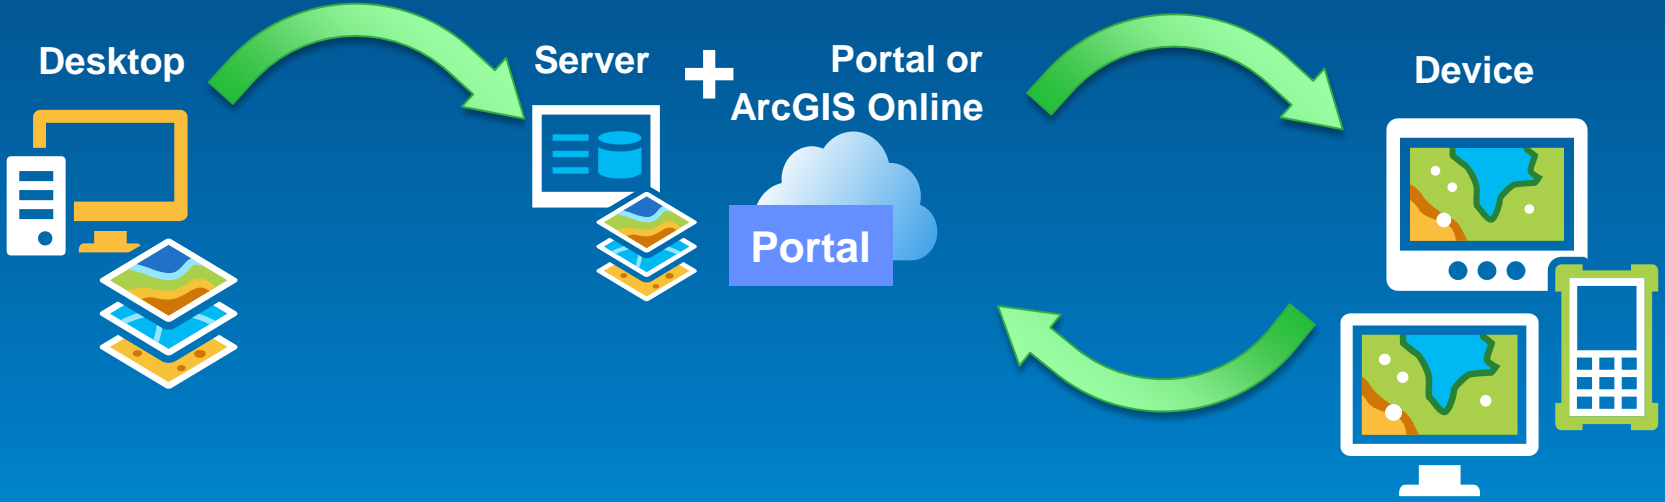 Desktop
Server
Portal or
ArcGIS Online
Portal
Device